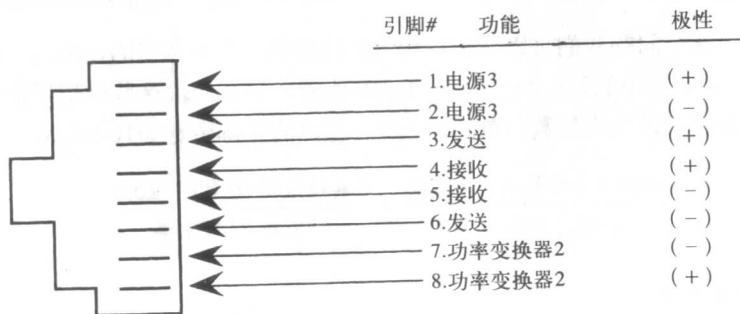 引脚# 功能 极性
1.电源3 (+)
2.电源3 (-)
3.发送 (+)
4.接收 (+)
5.接收 (-)
6.发送 (-)
7.功率变换器2 (-)
8.功率变换器2 (+)